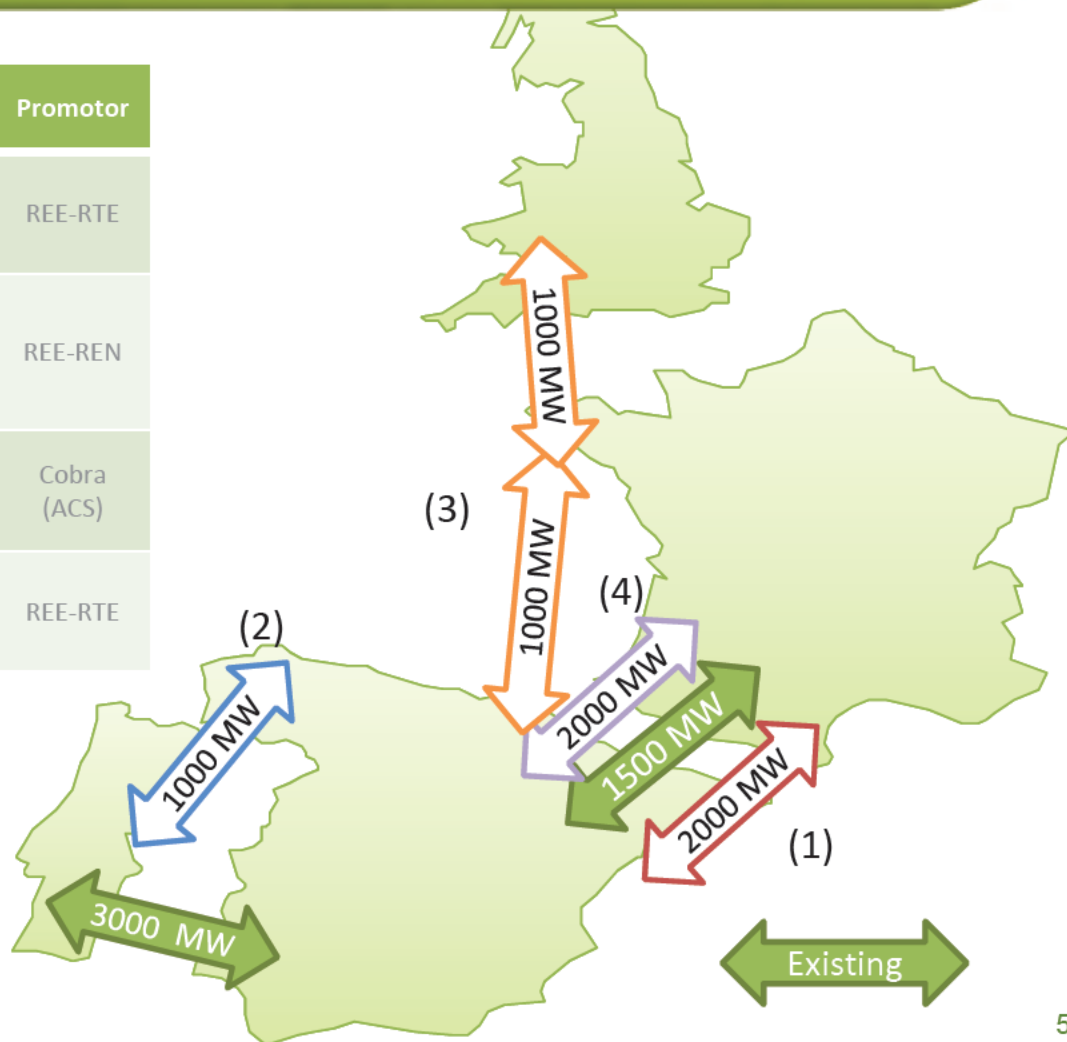 Promotor
REE-RTE
REE-REN
Cobra
(ACS)
REE-RTE
1000 MW
(3)
1000 MW
(4)
(2)
2000 MW
1000 MW
1500 MW
2000 MW
(1)
3000 MW
Existing
5